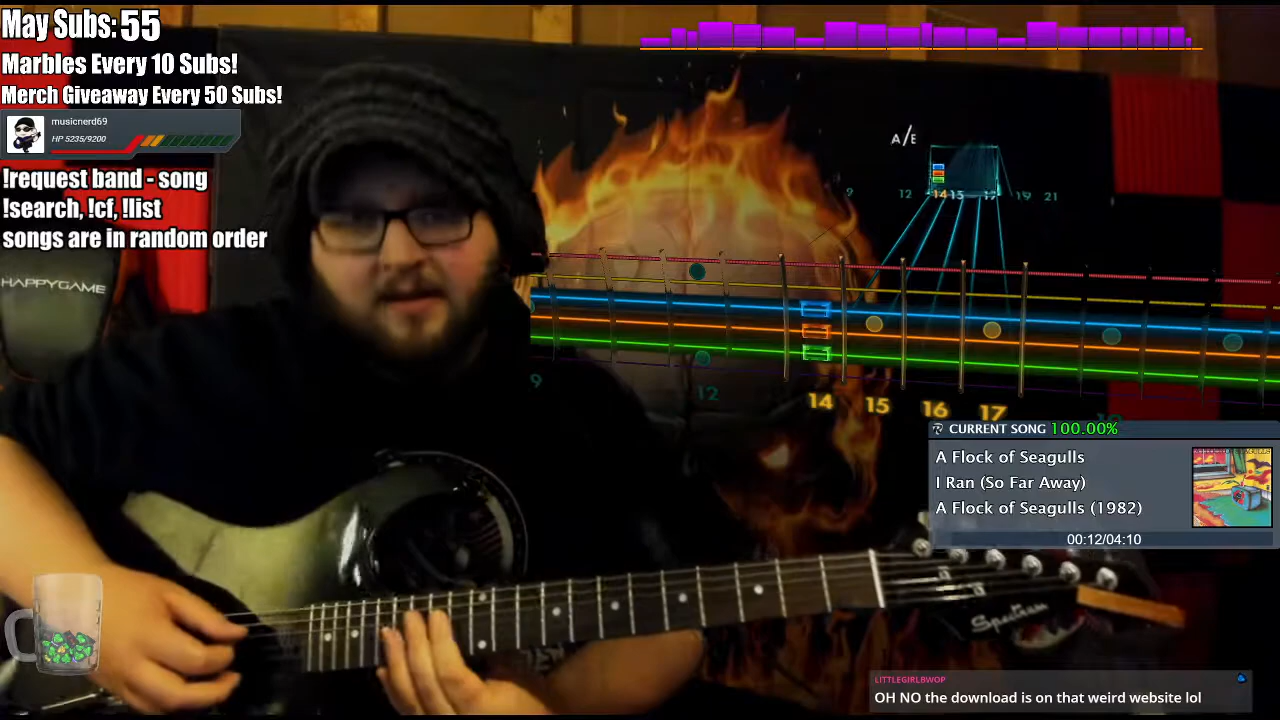 May Subs: 55
Marbles Every 10 Subs!
Merch Giveaway Every 50 Subs!
musicnerd69
HP 5235/9200
!request band - song
!search, !cf, !list
songs are in random order
HAPPYGAME
A/E
9 12 14 15 17 19 21
9 12 14 15 16 17 19
CURRENT SONG 100.00%
A Flock of Seagulls
I Ran (So Far Away)
A Flock of Seagulls (1982)
00:12/04:10
Spectrum
LITTLEGIRLBWOP
OH NO the download is on that weird website lol